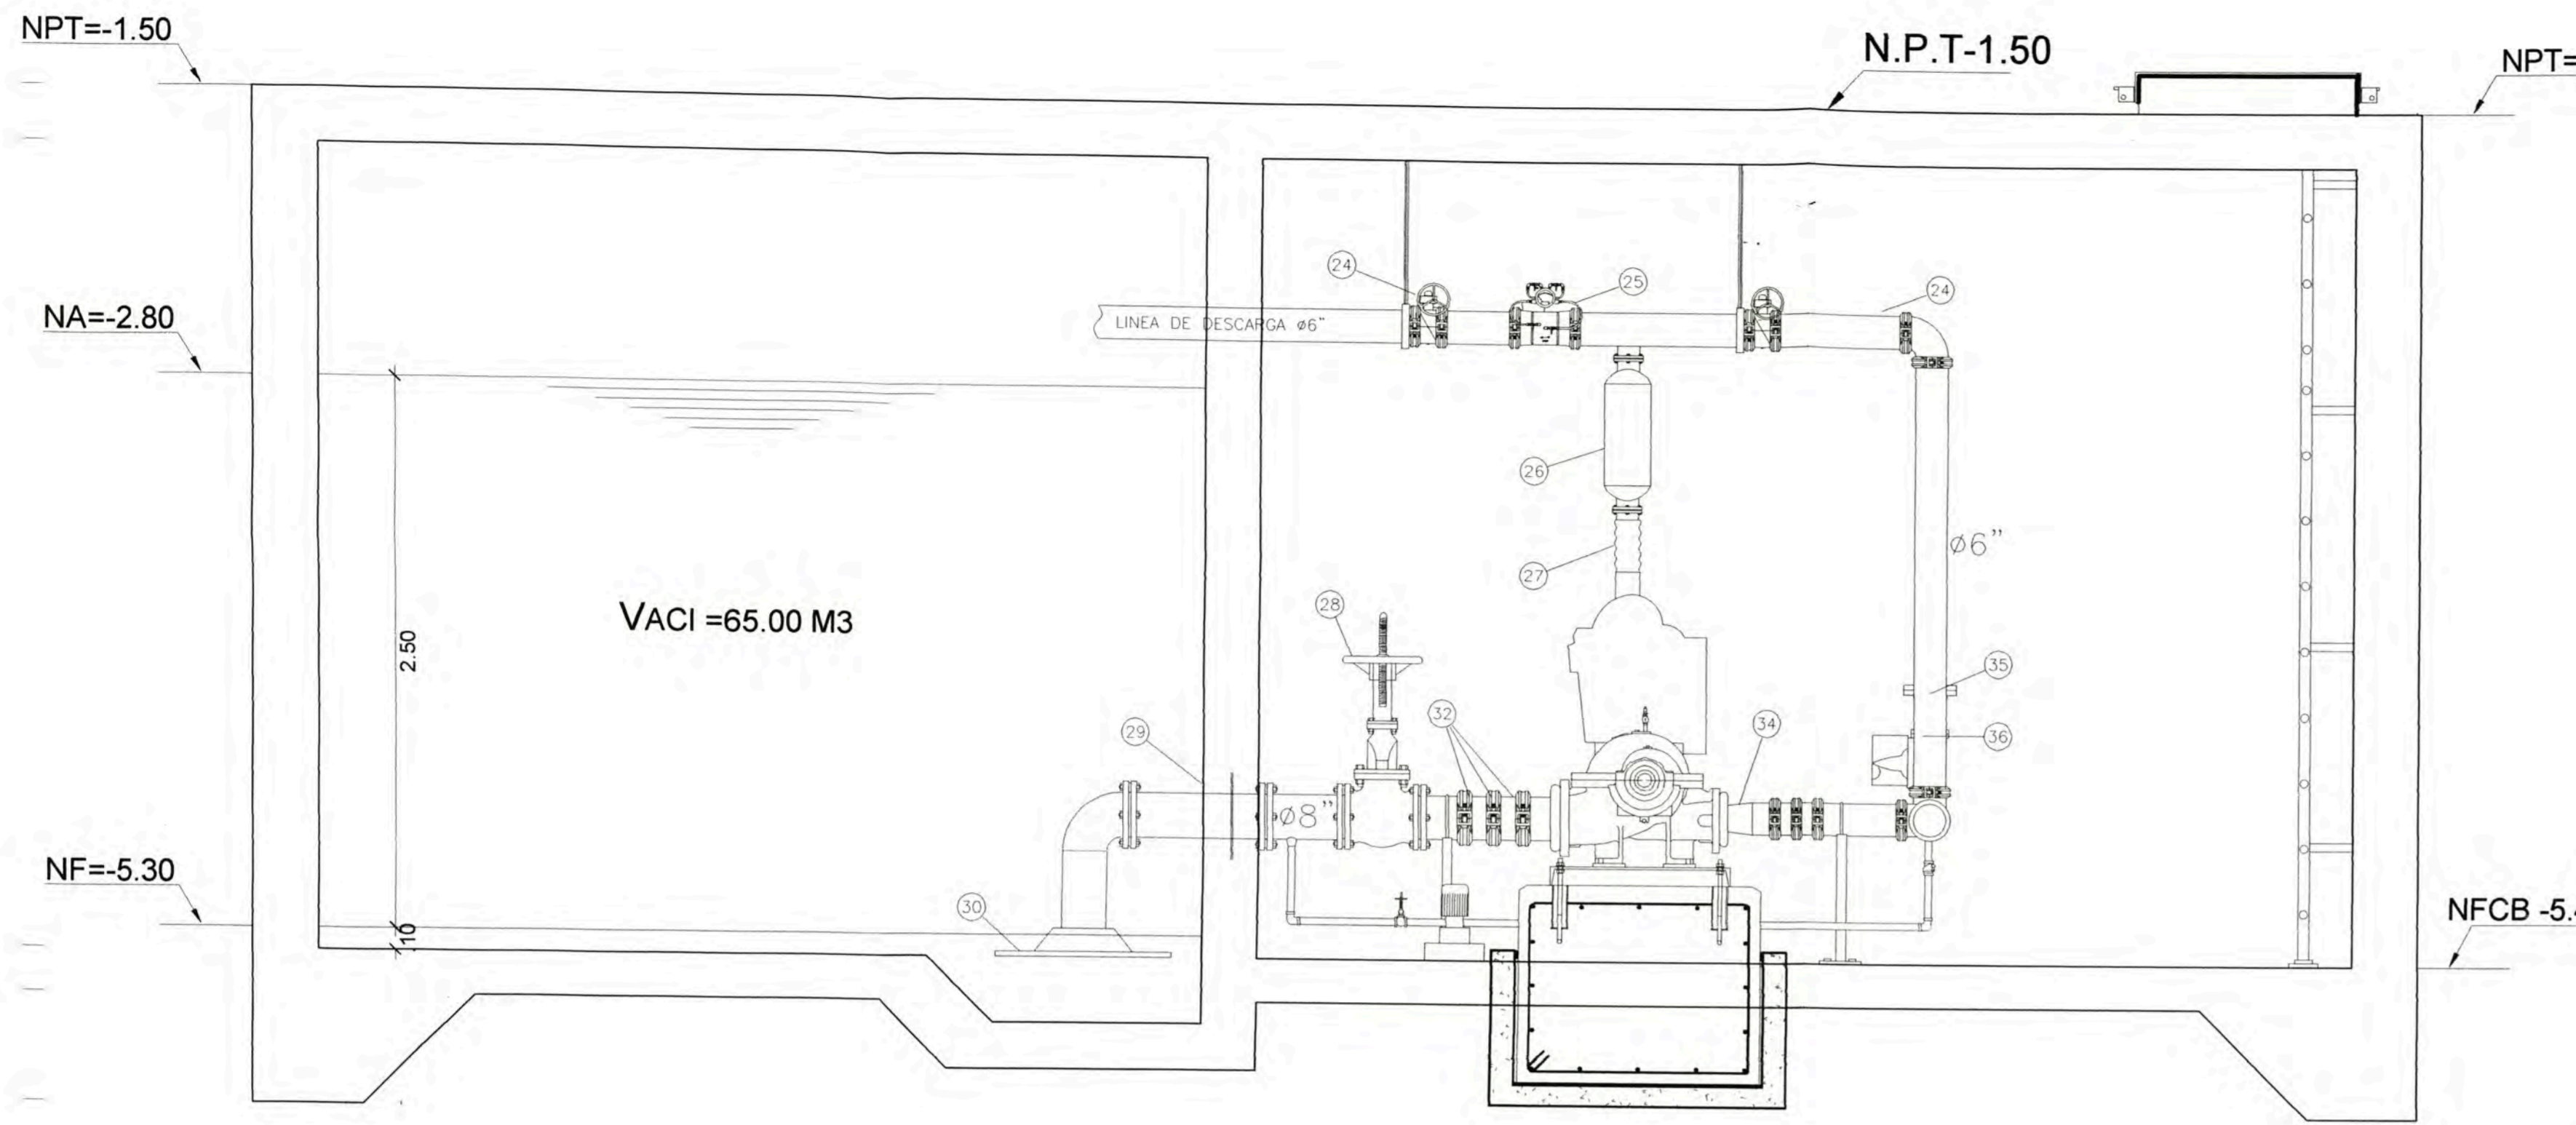 NPT=-1.50
N.P.T-1.50
NPT=
24
25
24
NA=-2.80
LINEA DE DESCARGA ø6"
26
ø6"
27
28
VACI =65.00 M3
2.50
35
32
34
29
36
ø8"
NF=-5.30
30
.10
NFCB -5.4